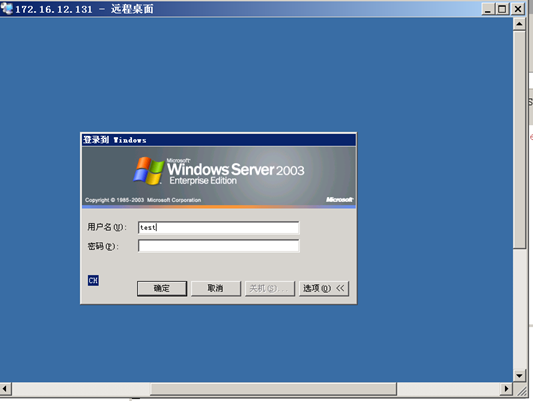 172.16.12.131 - 远程桌面
登录到 Windows
Microsoft
Windows Server 2003
Enterprise Edition
Copyright © 1985-2003 Microsoft Corporation
Microsoft
用户名(U):
test
密码(P):
CH
确定
取消
关机(S)...
选项(O) <<